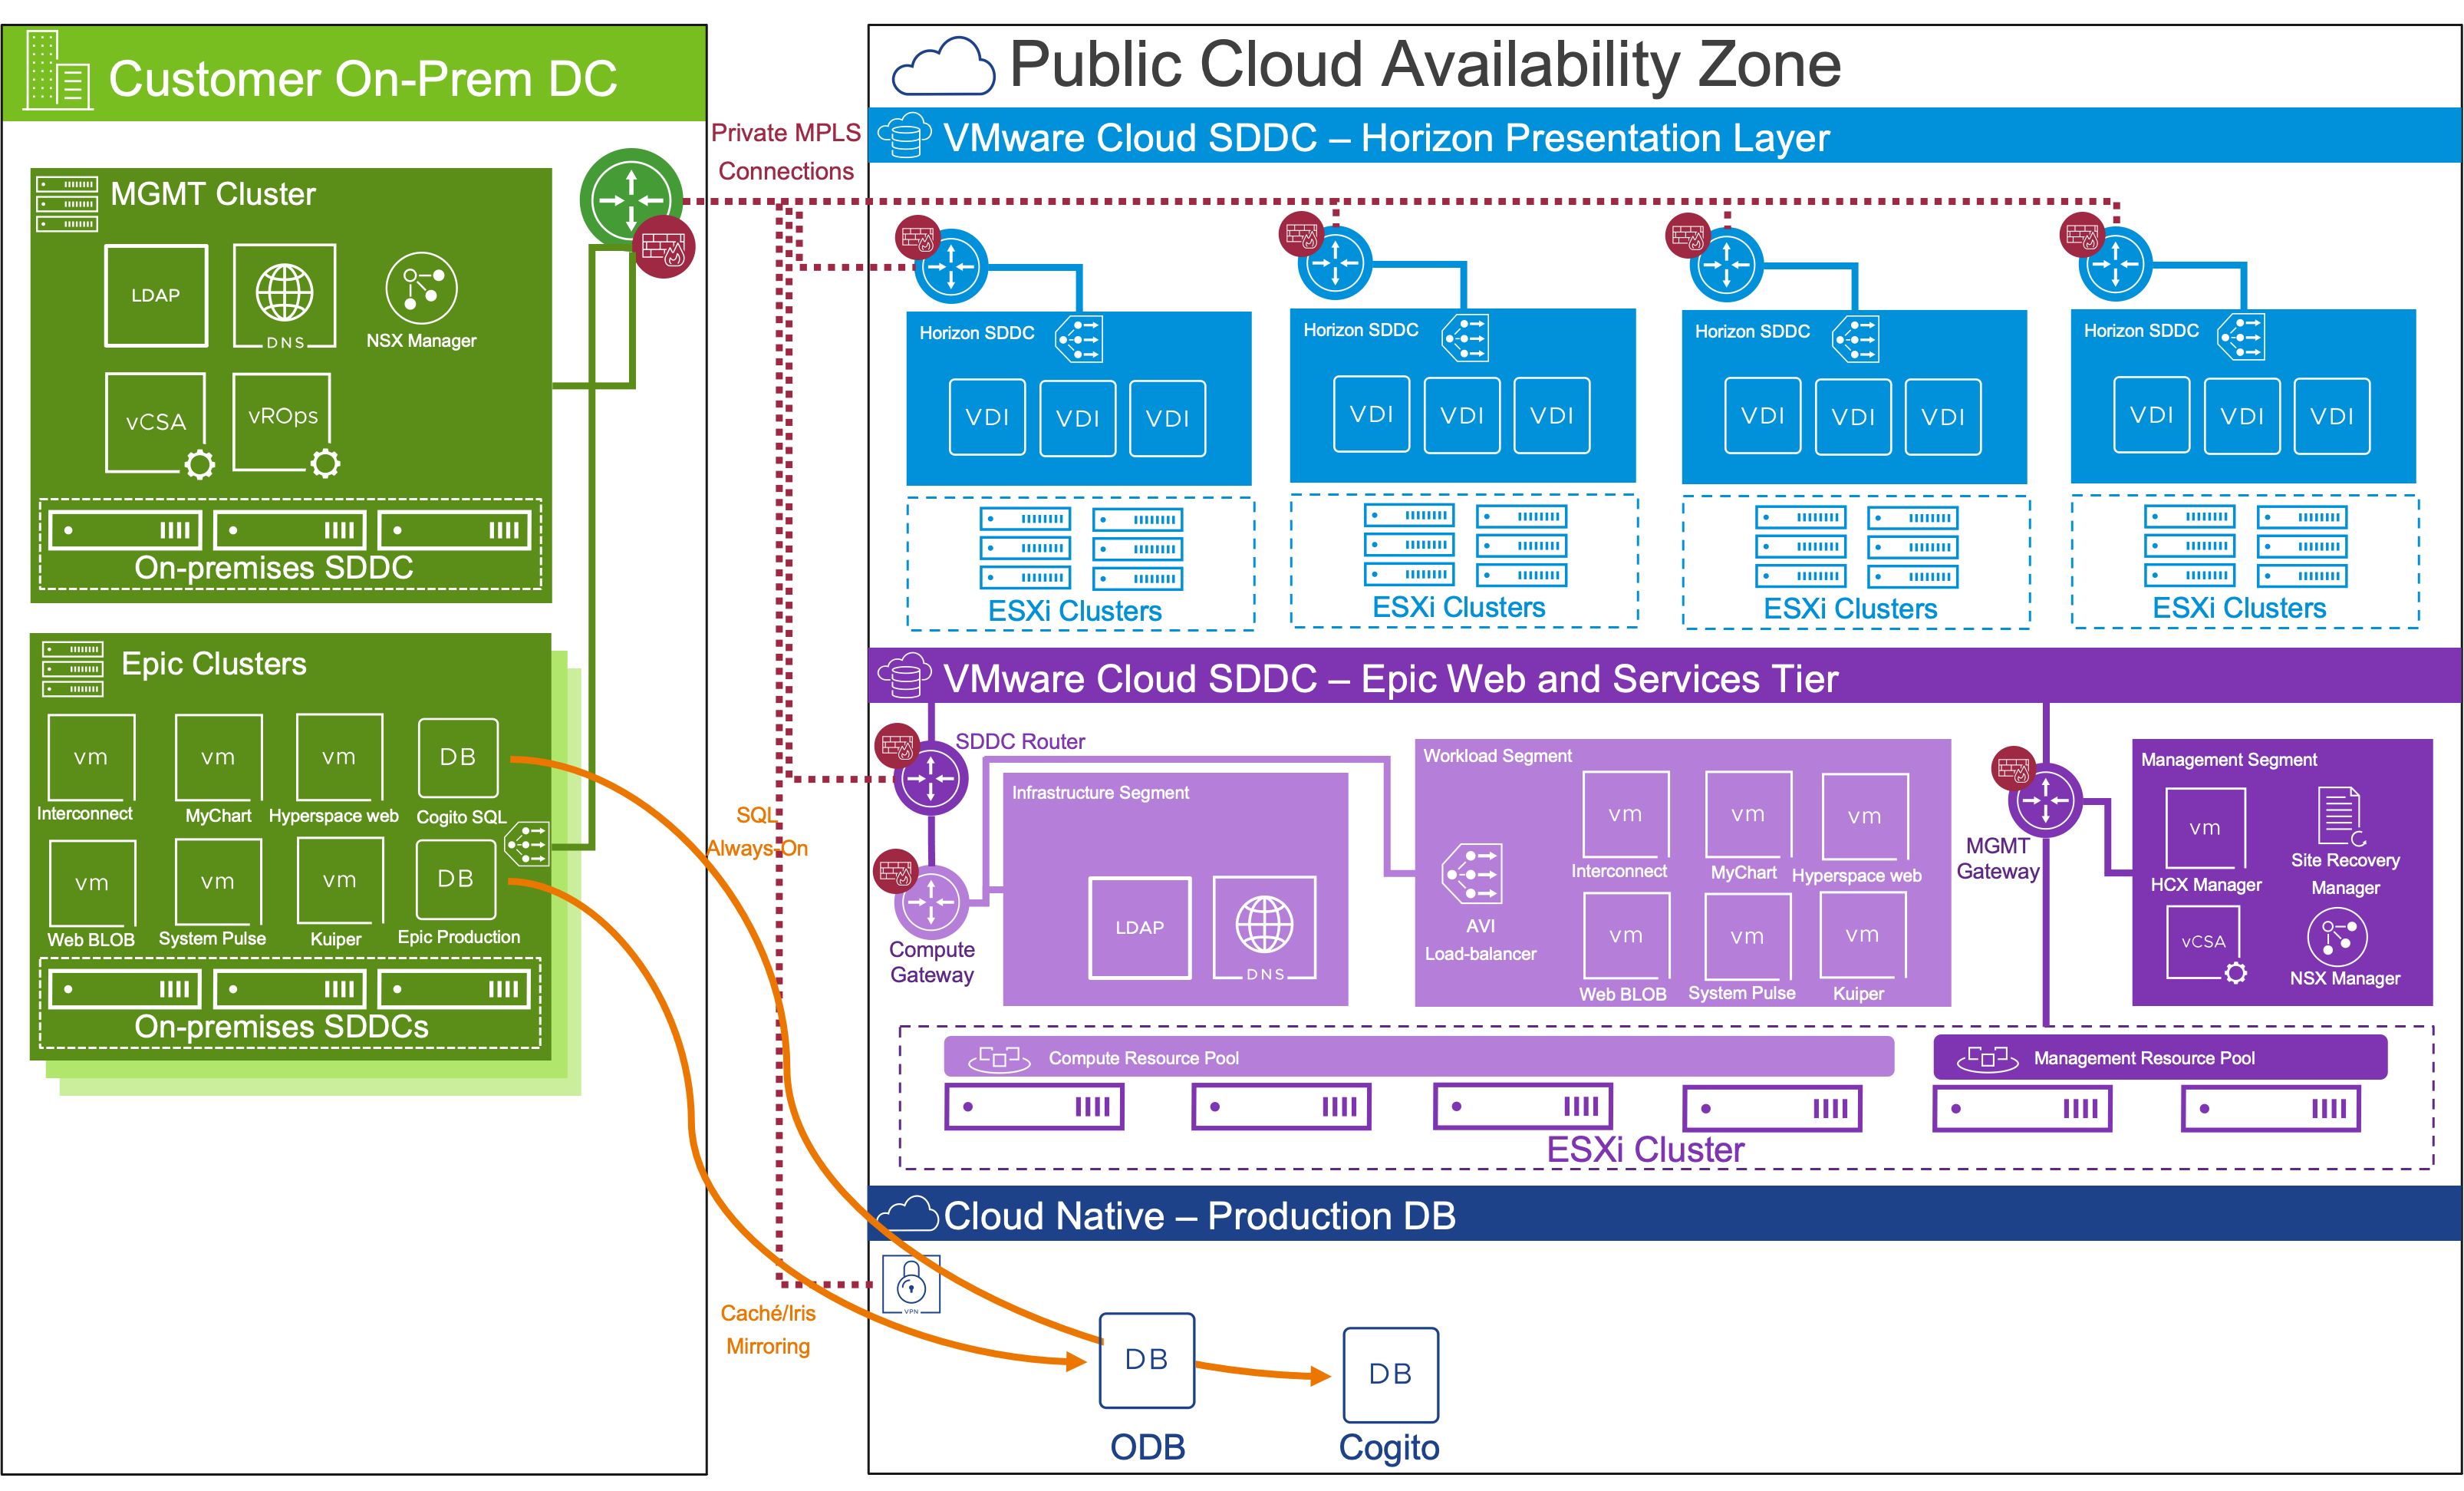 Customer On-Prem DC
MGMT Cluster
LDAP
DNS
NSX Manager
vCSA
vROps
On-premises SDDC
Epic Clusters
vm
Interconnect
vm
MyChart
vm
Hyperspace web
DB
Cogito SQL
vm
Web BLOB
vm
System Pulse
vm
Kuiper
DB
Epic Production
On-premises SDDCs
Private MPLS
Connections
SQL
Always-On
Caché/Iris
Mirroring
Public Cloud Availability Zone
VMware Cloud SDDC – Horizon Presentation Layer
Horizon SDDC
VDI
VDI
VDI
ESXi Clusters
Horizon SDDC
VDI
VDI
VDI
ESXi Clusters
Horizon SDDC
VDI
VDI
VDI
ESXi Clusters
Horizon SDDC
VDI
VDI
VDI
ESXi Clusters
VMware Cloud SDDC – Epic Web and Services Tier
SDDC Router
Compute
Gateway
Infrastructure Segment
LDAP
DNS
Workload Segment
AVI
Load-balancer
vm
Interconnect
vm
MyChart
vm
Hyperspace web
vm
Web BLOB
vm
System Pulse
vm
Kuiper
MGMT
Gateway
Management Segment
vm
HCX Manager
Site Recovery
Manager
vCSA
NSX Manager
Compute Resource Pool
Management Resource Pool
ESXi Cluster
Cloud Native – Production DB
VPN
DB
ODB
DB
Cogito